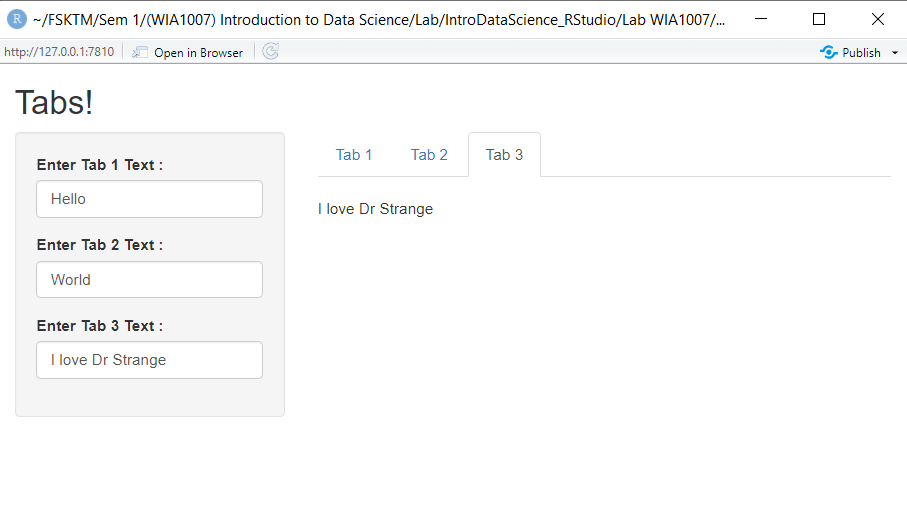 R ~/FSKTM/Sem 1/(WIA1007) Introduction to Data Science/Lab/IntroDataScience_RStudio/Lab WIA1007/...
http://127.0.0.1:7810 Open in Browser Publish
Tabs!
Enter Tab 1 Text :
Hello
Enter Tab 2 Text :
World
Enter Tab 3 Text :
I love Dr Strange
Tab 1 Tab 2 Tab 3
I love Dr Strange